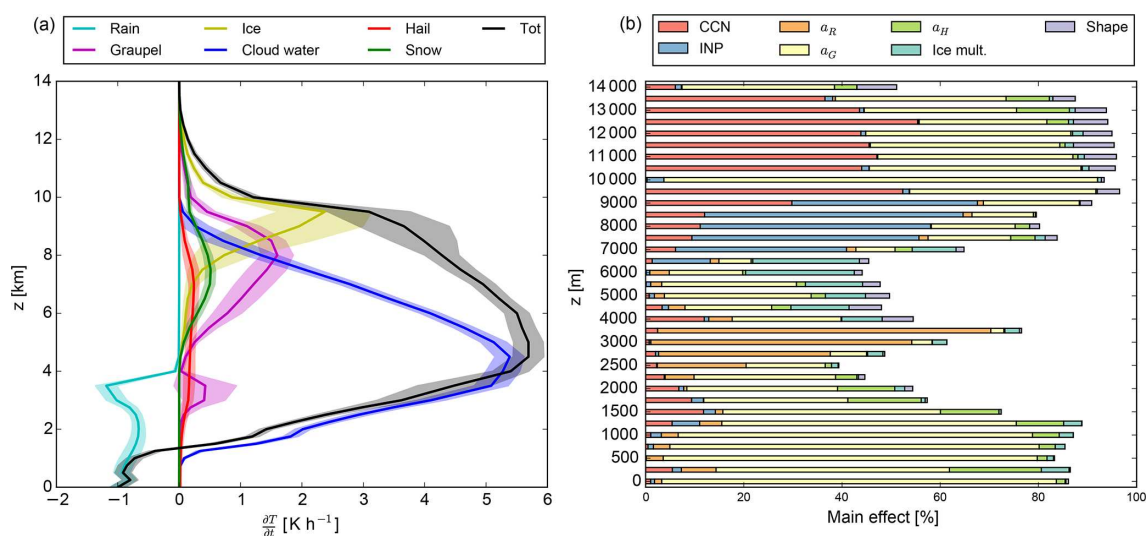 (a)
Rain
Ice
Hail
Tot
Graupel
Cloud water
Snow
14
12
10
8
6
4
2
0
z [km]
−2
−1
0
1
2
3
4
5
6
∂T/∂t [K h⁻¹]
(b)
CCN
a_R
a_H
Shape
INP
a_G
Ice mult.
14 000
13 000
12 000
11 000
10 000
9000
8000
7000
6000
5000
4000
3000
2500
2000
1500
1000
500
0
z [m]
0
20
40
60
80
100
Main effect [%]